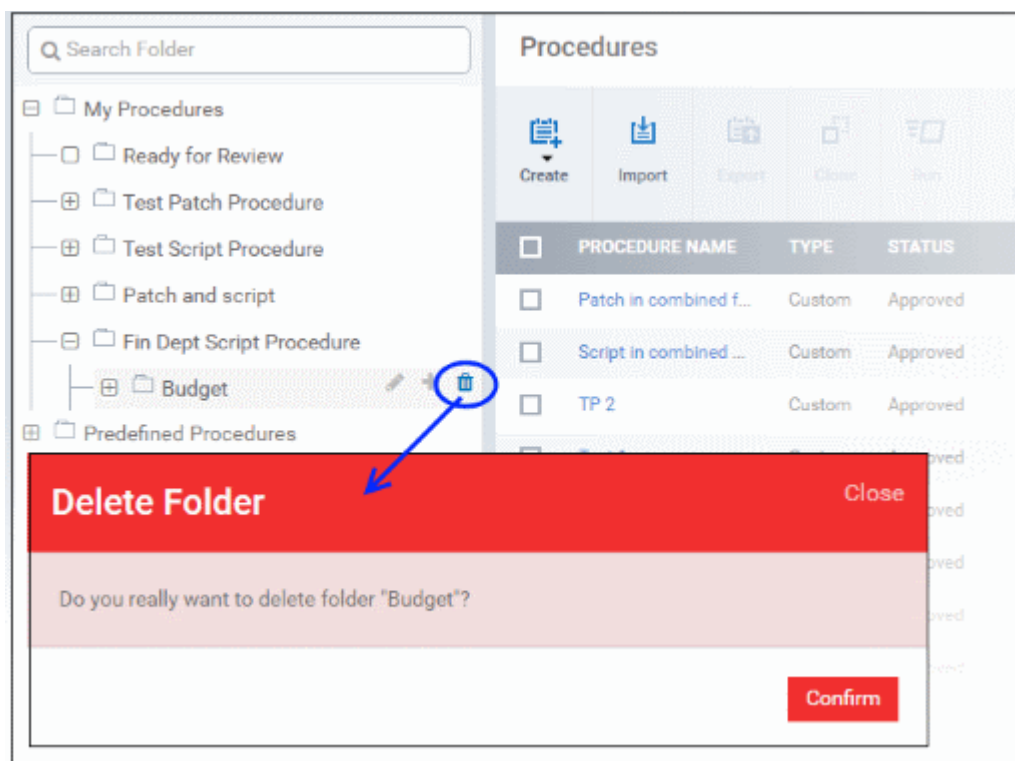 Search Folder
My Procedures
Ready for Review
Test Patch Procedure
Test Script Procedure
Patch and script
Fin Dept Script Procedure
Budget
Predefined Procedures
Procedures
Create Import Export Clone Run
PROCEDURE NAME TYPE STATUS
Patch in combined f... Custom Approved
Script in combined ... Custom Approved
TP 2 Custom Approved
Delete Folder
Close
Do you really want to delete folder "Budget"?
Confirm